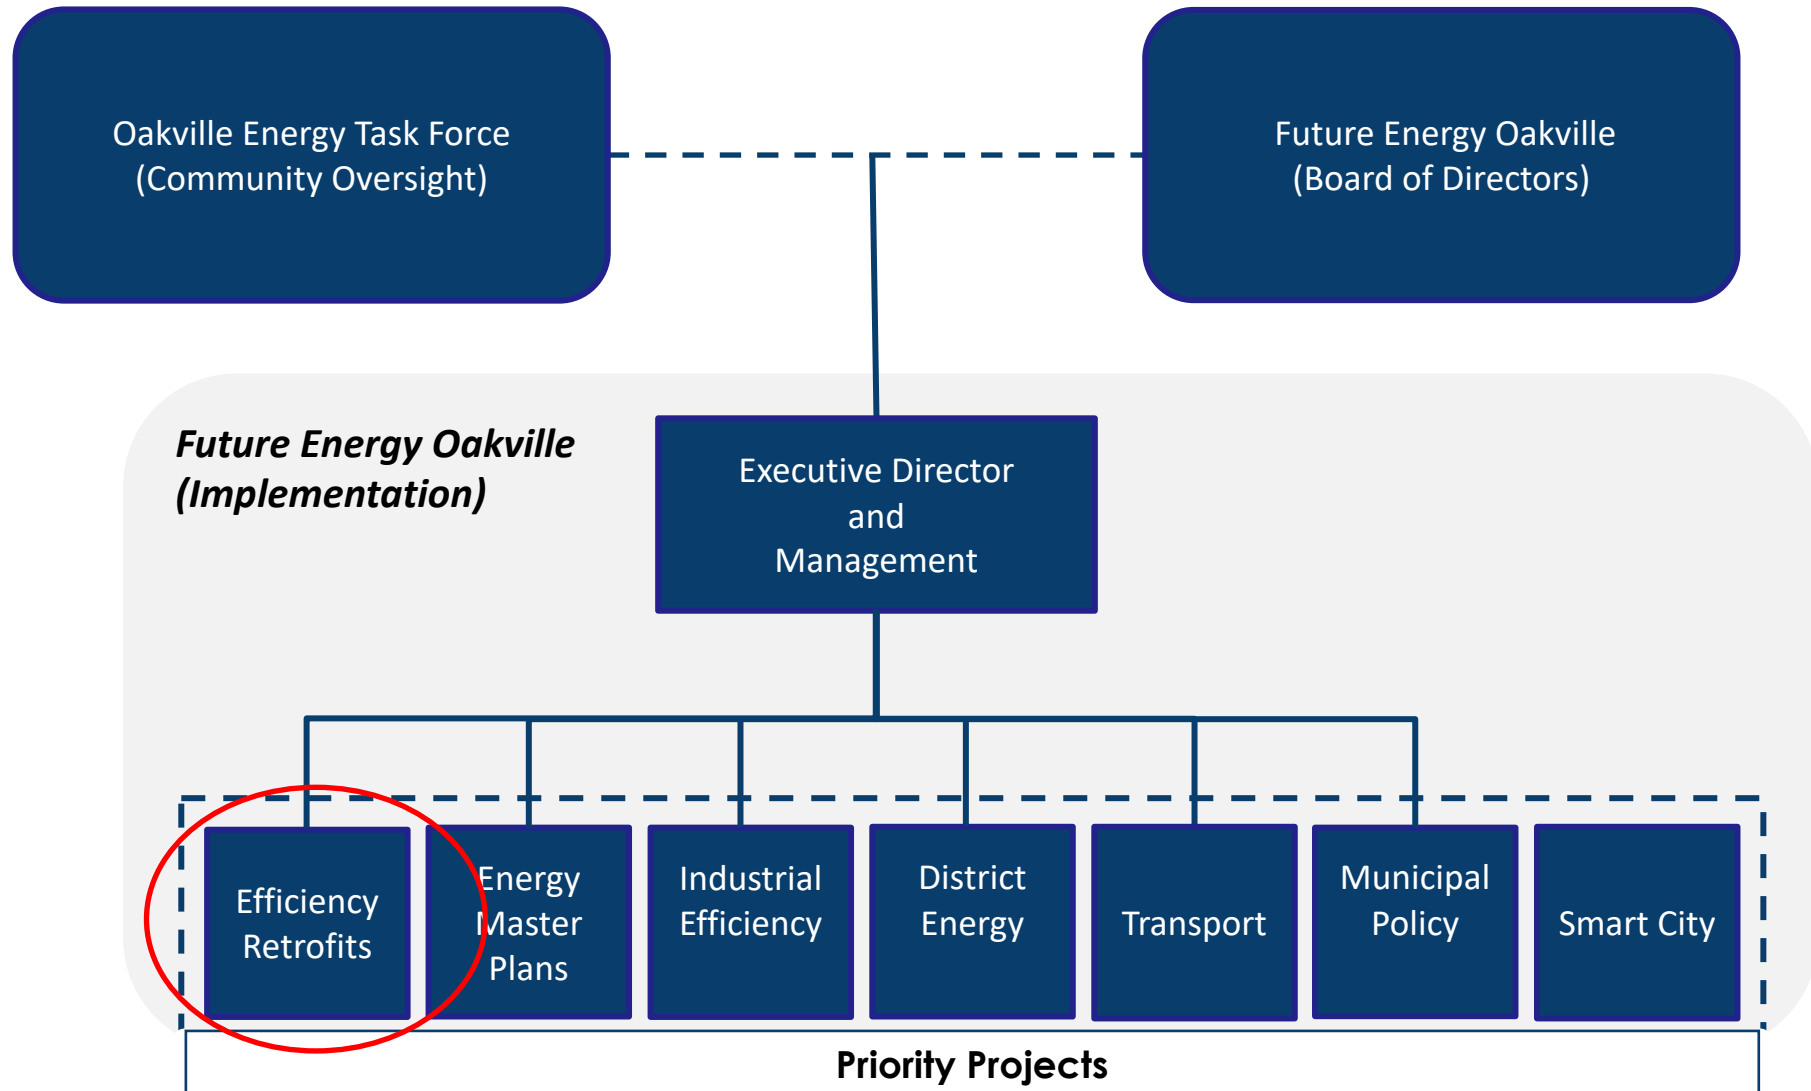 Oakville Energy Task Force
(Community Oversight)
Future Energy Oakville
(Board of Directors)
Future Energy Oakville
(Implementation)
Executive Director
and
Management
Efficiency
Retrofits
Energy
Master
Plans
Industrial
Efficiency
District
Energy
Transport
Municipal
Policy
Smart City
Priority Projects